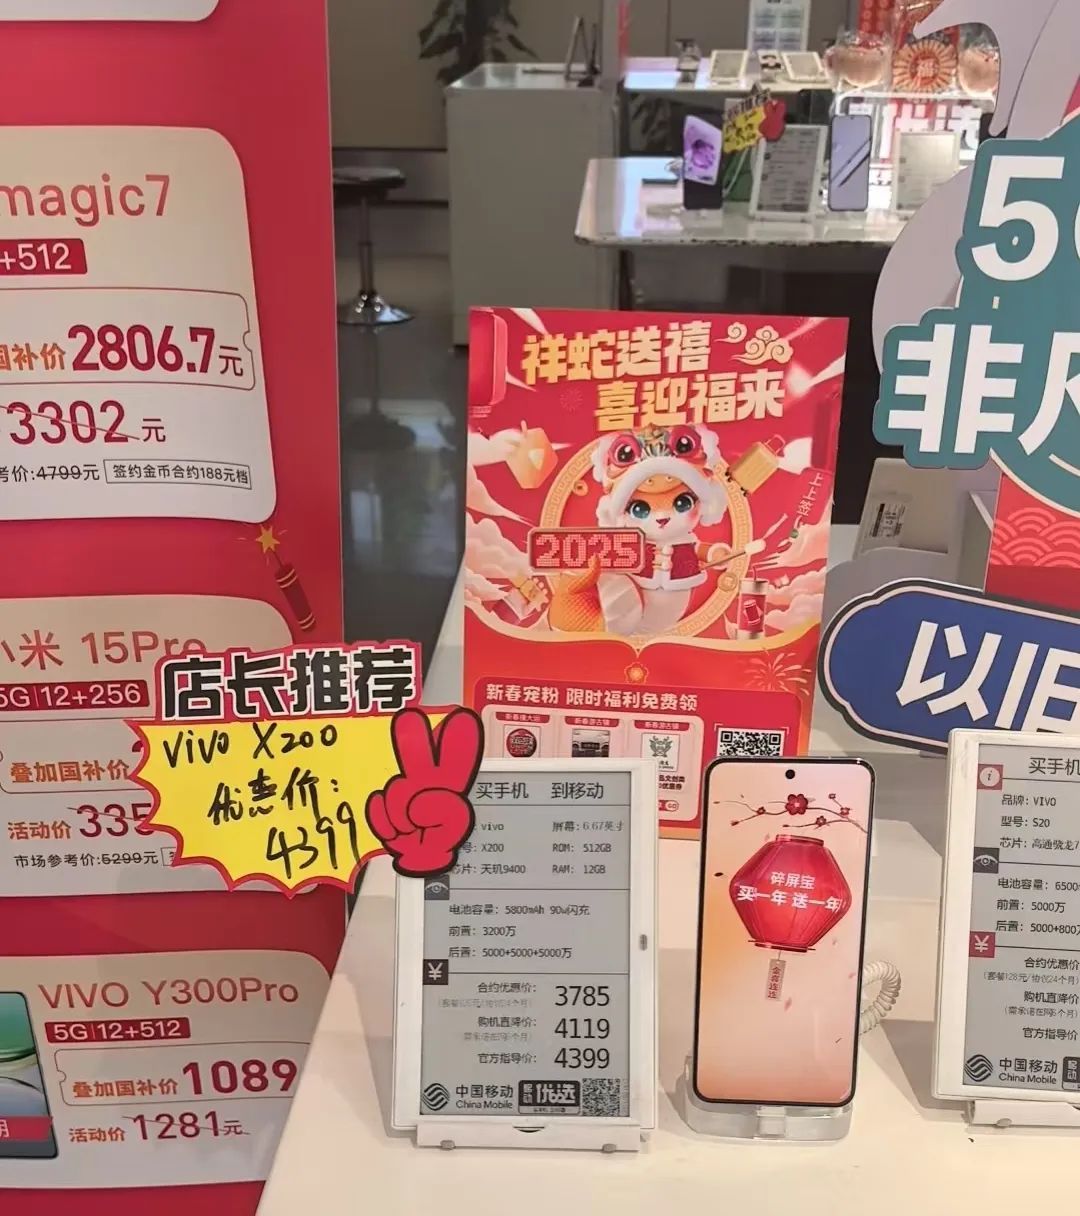 magic7
+512
国补价2806.7元
3302元
考价:4799元 签约金币合约188元档
小米 15Pro
5G|12+256
叠加国补价
活动价 335
市场参考价:5299元
VIVO Y300Pro
5G|12+512
叠加国补价1089
活动价 1281元
店长推荐
vivo X200
优惠价:
4399
祥蛇送禧
喜迎福来
上上签
2025
新春宠粉 限时福利免费领
买手机 到移动
vivo 屏幕: 6.67英寸
号: X200 ROM: 512GB
芯片: 天玑9400 RAM: 12GB
电池容量: 5800mAh 90w闪充
前置: 3200万
后置: 5000+5000+5000万
¥
合约优惠价: 3785
购机直降价: 4119
官方指导价: 4399
中国移动
China Mobile
优选
碎屏宝
买一年 送一年
5G
非凡
以旧
买手机
品牌: VIVO
型号: S20
芯片: 高通骁龙7
电池容量: 6500
前置: 5000万
后置: 5000+800万
¥
合约优惠价
购机直降价
官方指导价
中国移动
China Mobile